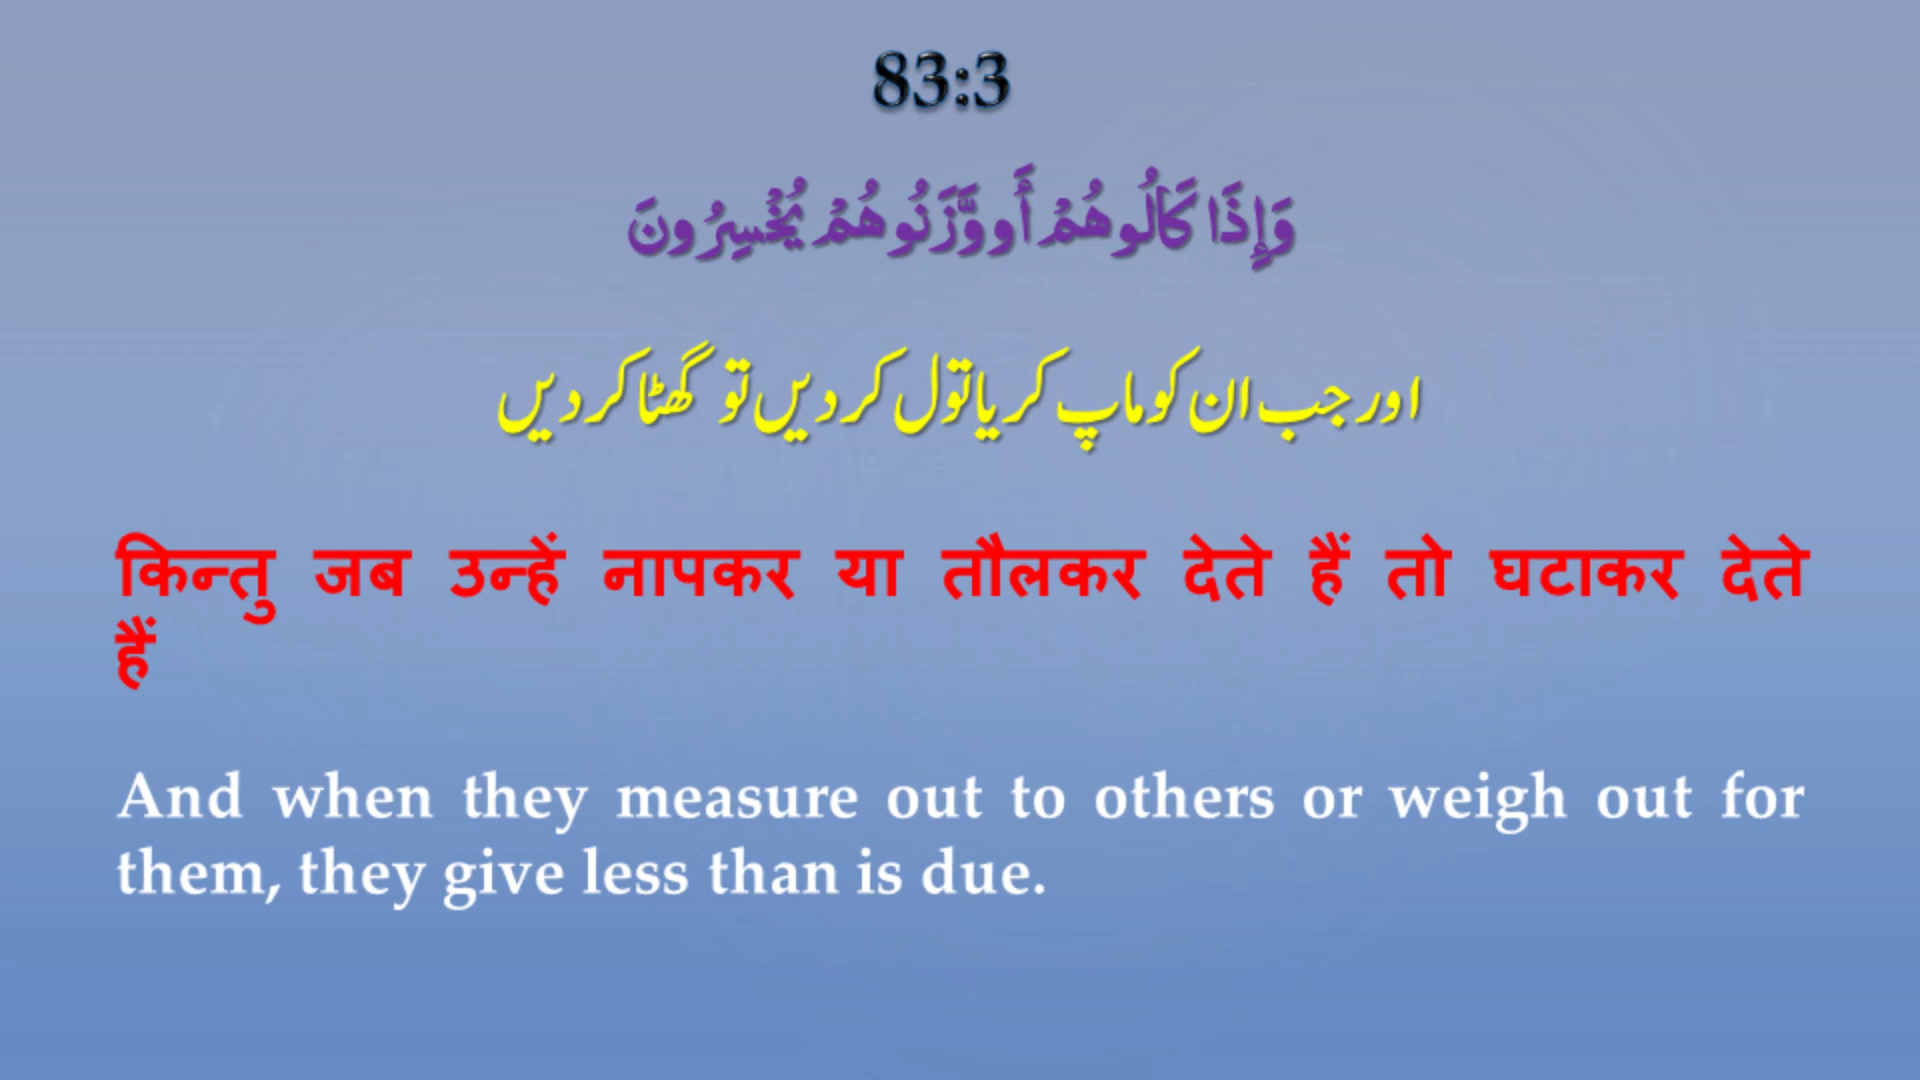 83:3
وَإِذَا كَالُوهُمْ أَو وَّزَنُوهُمْ يُخْسِرُونَ
اور جب ان کو ماپ کر یا تول کر دیں تو گھٹا کر دیں
किन्तु जब उन्हें नापकर या तौलकर देते हैं तो घटाकर देते
हैं
And when they measure out to others or weigh out for
them, they give less than is due.